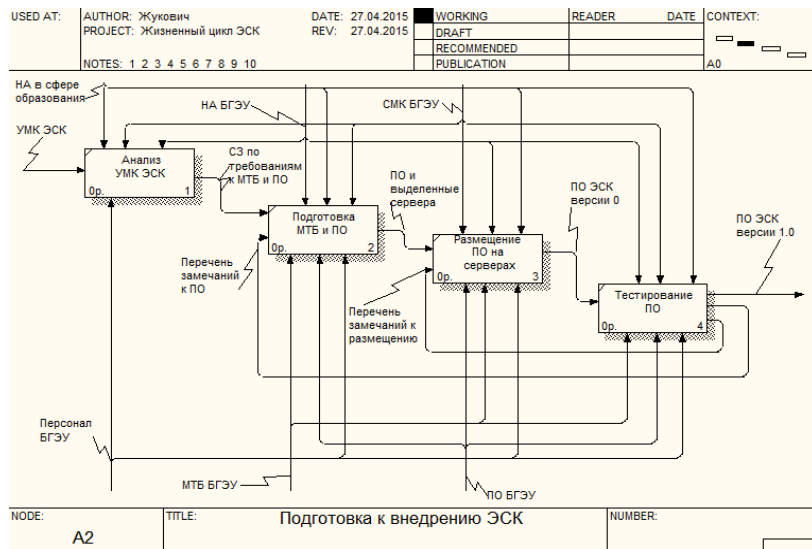 USED AT:
AUTHOR: Жукович
DATE: 27.04.2015
WORKING
READER
DATE
CONTEXT:
PROJECT: Жизненный цикл ЭСК
REV: 27.04.2015
DRAFT
RECOMMENDED
NOTES: 1 2 3 4 5 6 7 8 9 10
PUBLICATION
A0
НА в сфере
образования
НА БГЭУ
СМК БГЭУ
УМК ЭСК
Анализ
УМК ЭСК
0р.
1
СЗ по
требованиям
к МТБ и ПО
Подготовка
МТБ и ПО
0р.
2
ПО и
выделенные
сервера
Размещение
ПО на
серверах
0р.
3
ПО ЭСК
версии 0
ПО ЭСК
версии 1.0
Перечень
замечаний
к ПО
Перечень
замечаний к
размещению
Тестирование
ПО
0р.
4
Персонал
БГЭУ
МТБ БГЭУ
ПО БГЭУ
NODE:
TITLE:
Подготовка к внедрению ЭСК
NUMBER:
A2